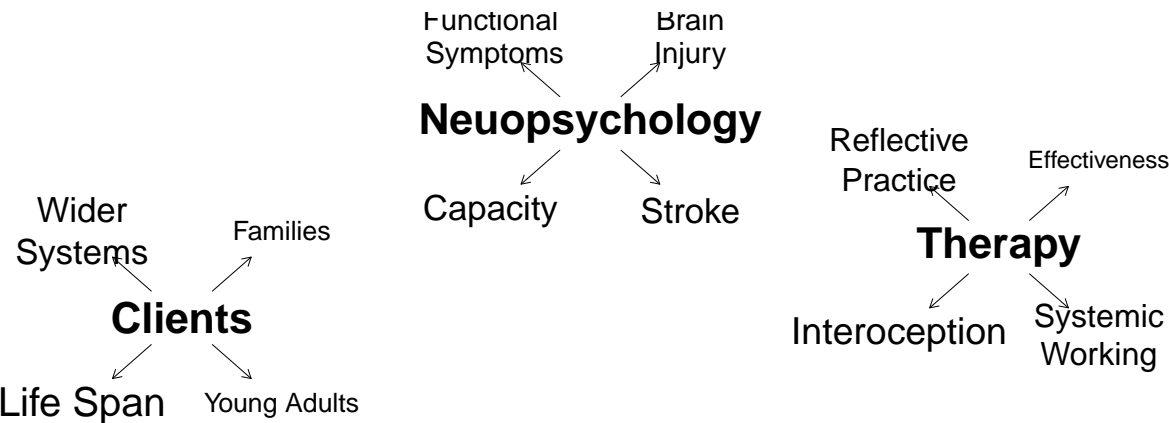 Functional
Symptoms
Brain
Injury
Neuopsychology
Capacity
Stroke
Reflective
Practice
Effectiveness
Therapy
Interoception
Systemic
Working
Wider
Systems
Families
Clients
Life Span
Young Adults